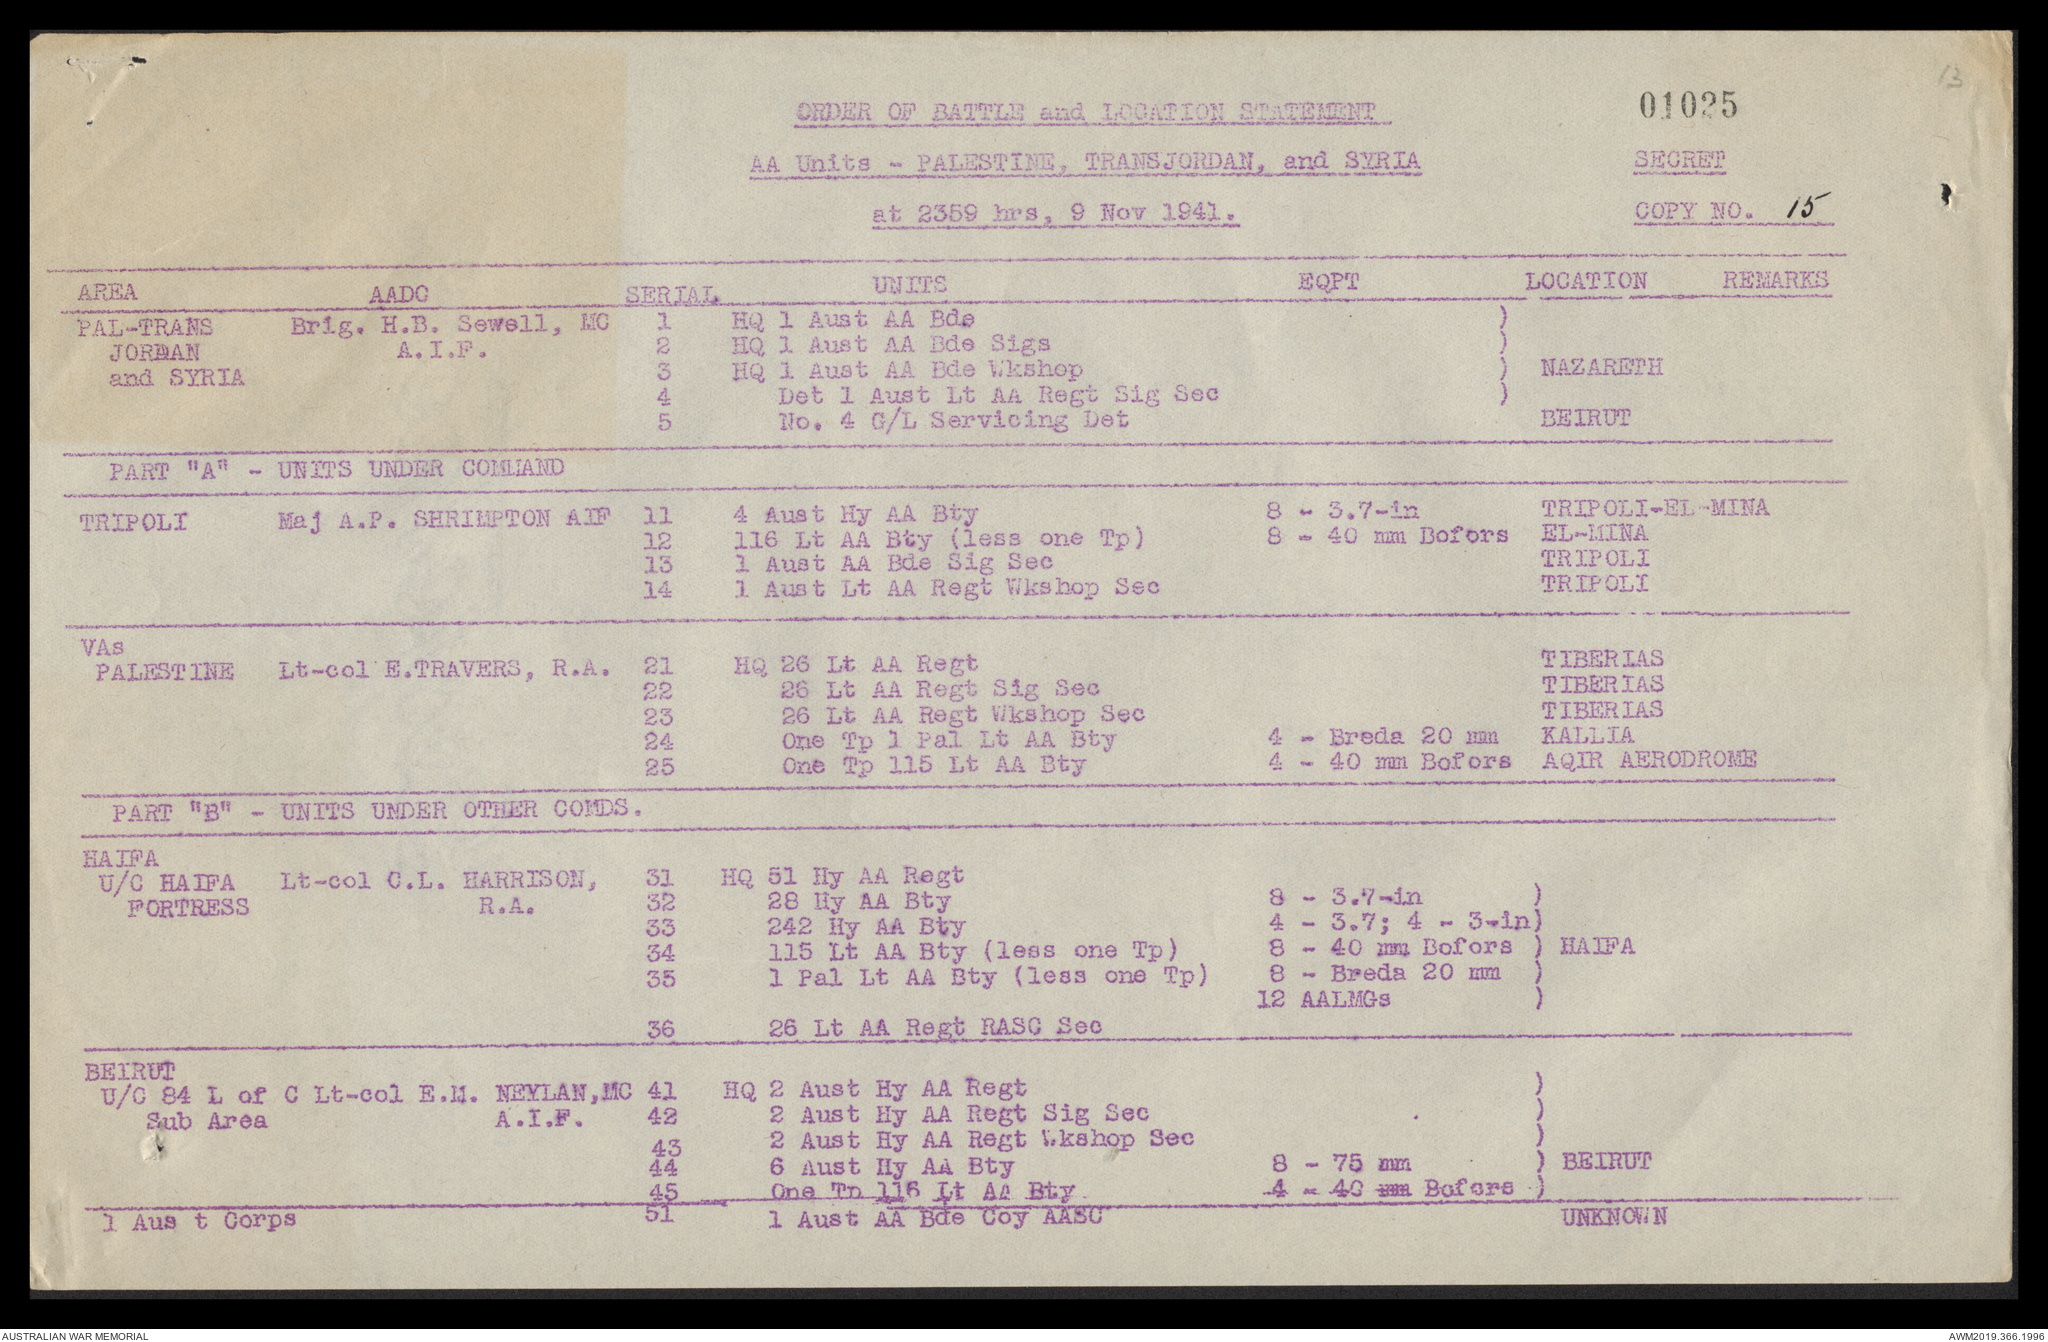 13
ORDER OF BATTLE and LOCATION STATEMENT 01025
AA Units - PALESTINE, TRANSJORDAN, and SYRIA SECRET
at 2359 hrs, 9 Nov 1941. COPY NO. 15
AREA AADC SERIAL UNITS EQPT LOCATION REMARKS
PAL-TRANS Brig. H.B. Sewell, MC 1 HQ 1 Aust AA Bde )
JORDAN A.I.F. 2 HQ 1 Aust AA Bde Sigs )
and SYRIA 3 HQ 1 Aust AA Bde Wkshop ) NAZARETH
4 Det 1 Aust Lt AA Regt Sig Sec )
5 No. 4 G/L Servicing Det BEIRUT
PART "A" - UNITS UNDER COMMAND
TRIPOLI Maj A.P. SHRIMPTON AIF 11 4 Aust Hy AA Bty 8 - 3.7-in TRIPOLI-EL-MINA
12 116 Lt AA Bty (less one Tp) 8 - 40 mm Bofors EL-MINA
13 1 Aust AA Bde Sig Sec TRIPOLI
14 1 Aust Lt AA Regt Wkshop Sec TRIPOLI
VAs
PALESTINE Lt-col E.TRAVERS, R.A. 21 HQ 26 Lt AA Regt TIBERIAS
22 26 Lt AA Regt Sig Sec TIBERIAS
23 26 Lt AA Regt Wkshop Sec TIBERIAS
24 One Tp 1 Pal Lt AA Bty 4 - Breda 20 mm KALLIA
25 One Tp 115 Lt AA Bty 4 - 40 mm Bofors AQIR AERODROME
PART "B" - UNITS UNDER OTHER COMDS.
HAIFA
U/C HAIFA Lt-col C.L. HARRISON, 31 HQ 51 Hy AA Regt
FORTRESS R.A. 32 28 Hy AA Bty 8 - 3.7-in )
33 242 Hy AA Bty 4 - 3.7; 4 - 3-in)
34 115 Lt AA Bty (less one Tp) 8 - 40 mm Bofors ) HAIFA
35 1 Pal Lt AA Bty (less one Tp) 8 - Breda 20 mm )
12 AALMGs )
36 26 Lt AA Regt RASC Sec
BEIRUT
U/C 84 L of C Lt-col E.M. NEYLAN,MC 41 HQ 2 Aust Hy AA Regt )
Sub Area A.I.F. 42 2 Aust Hy AA Regt Sig Sec )
43 2 Aust Hy AA Regt Wkshop Sec )
44 6 Aust Hy AA Bty 8 - 75 mm ) BEIRUT
45 One Tp 116 Lt AA Bty 4 - 40 mm Bofors )
1 Aus t Corps 51 1 Aust AA Bde Coy AASC UNKNOWN
AUSTRALIAN WAR MEMORIAL AWM2019.366.1996